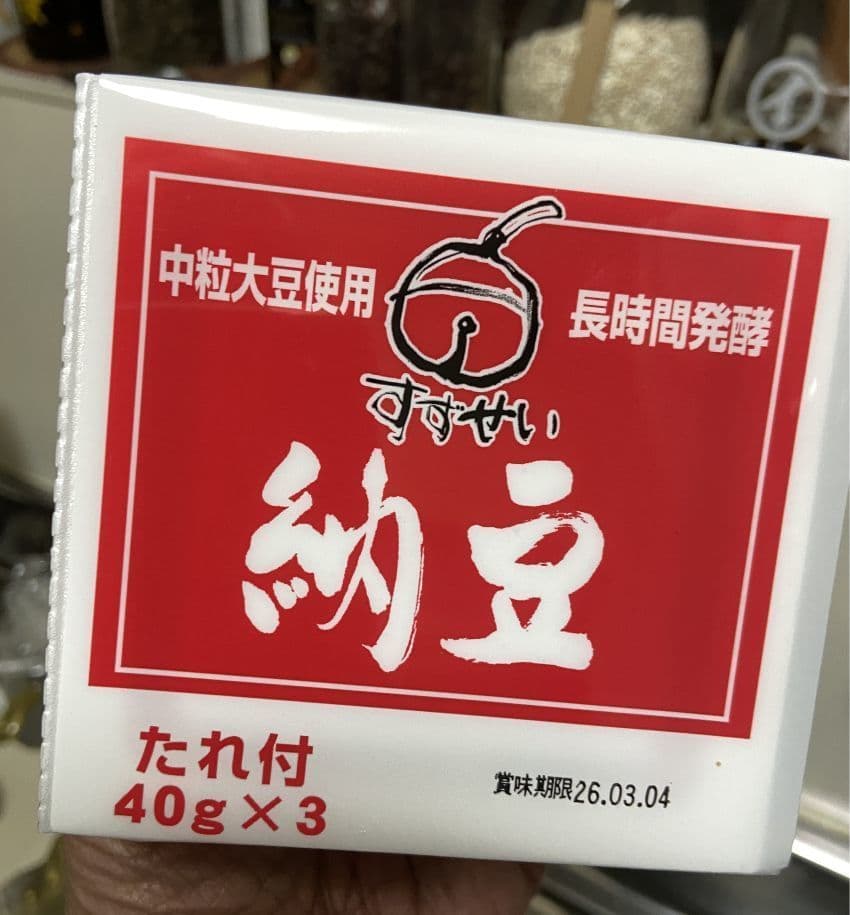 中粒大豆使用
長時間発酵
すずせい
納豆
たれ付
40g×3
賞味期限26.03.04